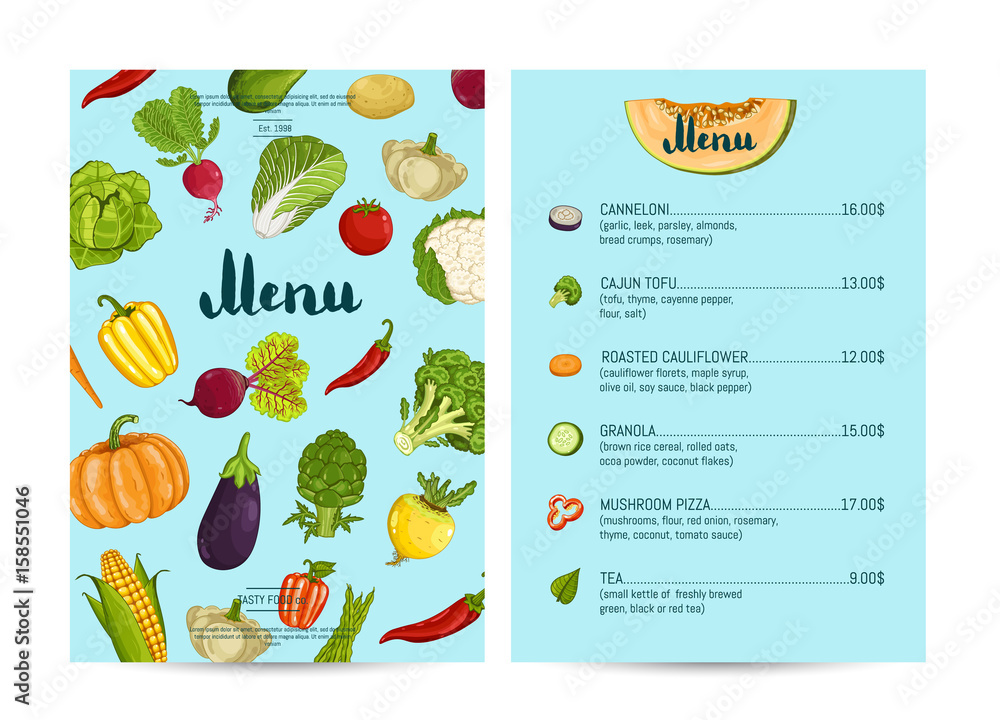 Lorem ipsum dolor sit amet, consectetur adipisicing elit, sed do eiusmod
tempor incididunt ut labore et dolore magna aliqua. Ut enim ad minim
veniam
Est. 1998
Menu
TASTY FOOD co.
Lorem ipsum dolor sit amet, consectetur adipisicing elit, sed do eiusmod
tempor incididunt ut labore et dolore magna aliqua. Ut enim ad minim
veniam
Menu
CANNELONI 16.00$
(garlic, leek, parsley, almonds,
bread crumps, rosemary)
CAJUN TOFU 13.00$
(tofu, thyme, cayenne pepper,
flour, salt)
ROASTED CAULIFLOWER 12.00$
(cauliflower florets, maple syrup,
olive oil, soy sauce, black pepper)
GRANOLA 15.00$
(brown rice cereal, rolled oats,
ocoa powder, coconut flakes)
MUSHROOM PIZZA 17.00$
(mushrooms, flour, red onion, rosemary,
thyme, coconut, tomato sauce)
TEA 9.00$
(small kettle of freshly brewed
green, black or red tea)
Adobe Stock | #158551046
Adobe Stock